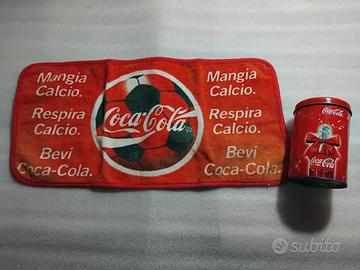 Mangia
Calcio.
Respira
Calcio.
Bevi
Coca-Cola.
Coca-Cola
Mangia
Calcio.
Respira
Calcio.
Bevi
Coca-Cola.
Coca-Cola
Coca-Cola
subito